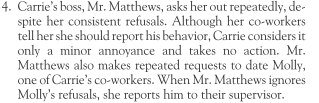 4. Carrie's boss, Mr. Matthews, asks her out repeatedly, de-
spite her consistent refusals. Although her co-workers
tell her she should report his behavior, Carrie considers it
only a minor annoyance and takes no action. Mr.
Matthews also makes repeated requests to date Molly,
one of Carrie's co-workers. When Mr. Matthews ignores
Molly's refusals, she reports him to their supervisor.